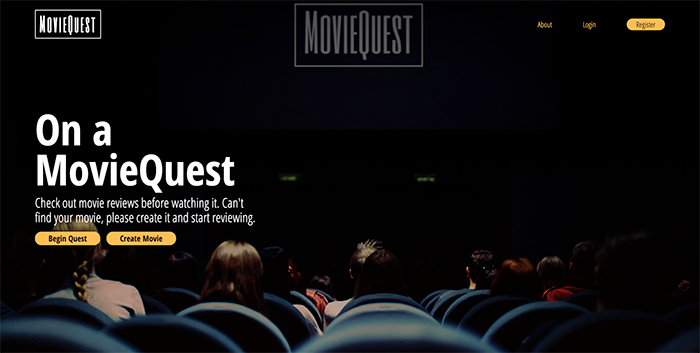 MOVIEQUEST
MOVIEQUEST
About
Login
Register
On a
MovieQuest
Check out movie reviews before watching it. Can't
find your movie, please create it and start reviewing.
Begin Quest
Create Movie